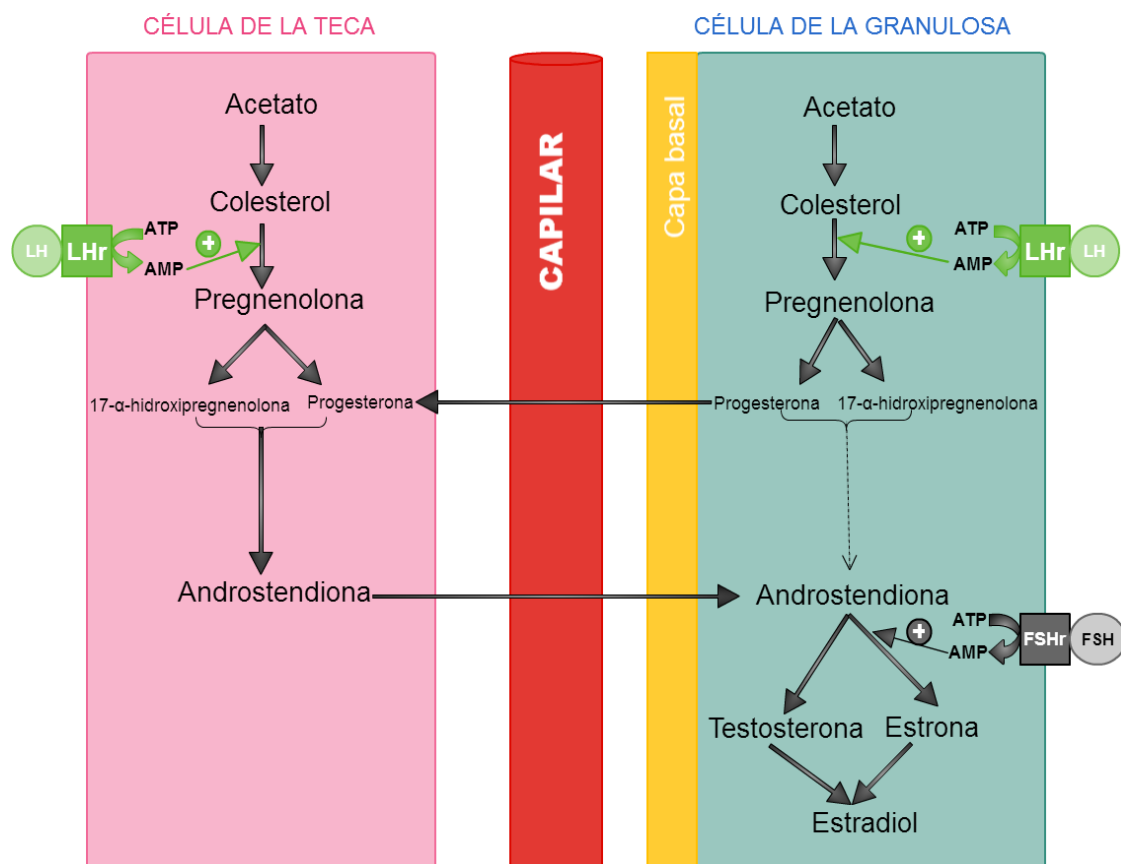 CÉLULA DE LA TECA
Acetato
Colesterol
LH
LHr
ATP
AMP
+
Pregnenolona
17-α-hidroxipregnenolona
Progesterona
Androstendiona
CAPILAR
Capa basal
CÉLULA DE LA GRANULOSA
Acetato
Colesterol
+
ATP
AMP
LHr
LH
Pregnenolona
Progesterona
17-α-hidroxipregnenolona
Androstendiona
+
ATP
AMP
FSHr
FSH
Testosterona
Estrona
Estradiol